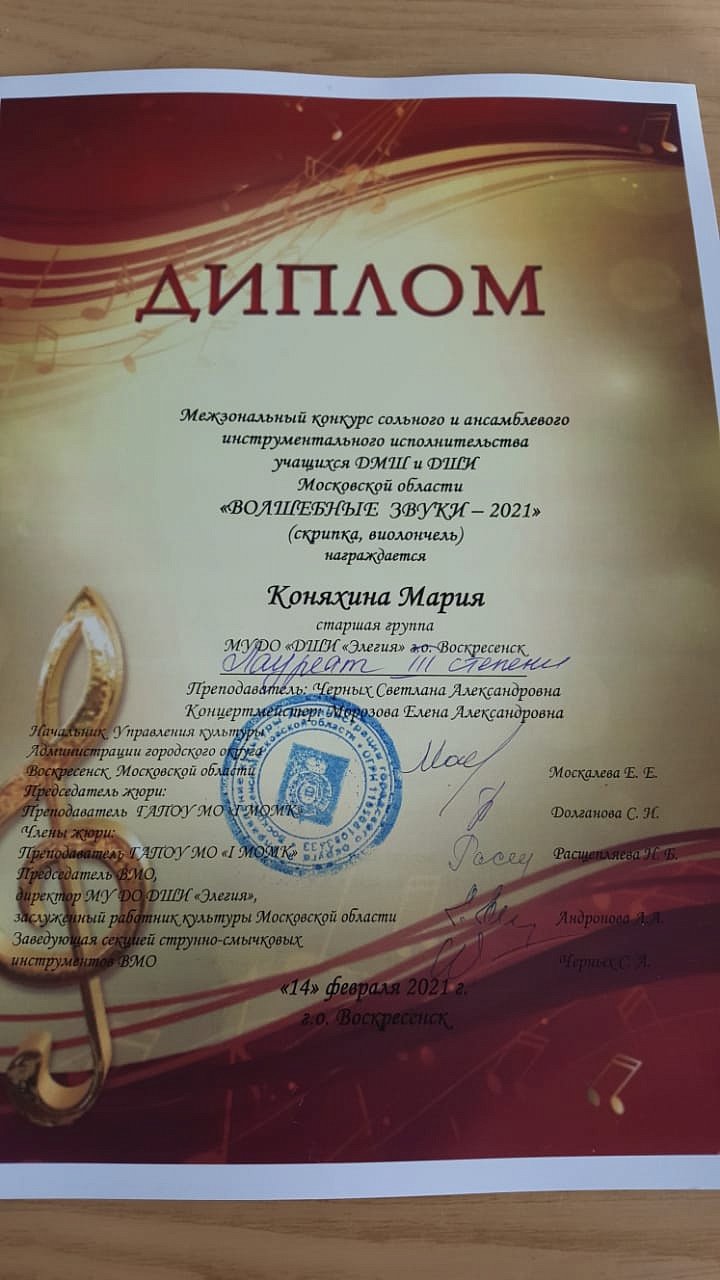 ДИПЛОМ
Межзональный конкурс сольного и ансамблевого
инструментального исполнительства
учащихся ДМШ и ДШИ
Московской области
«ВОЛШЕБНЫЕ ЗВУКИ – 2021»
(скрипка, виолончель)
награждается
Коняхина Мария
старшая группа
МУДО «ДШИ «Элегия» г.о. Воскресенск
Лауреат III степени
Преподаватель: Черных Светлана Александровна
Концертмейстер: Морозова Елена Александровна
Начальник Управления культуры
Администрации городского округа
Воскресенск Московской области Москалева Е. Е.
Председатель жюри:
Преподаватель ГАПОУ МО «I МОМК» Долганова С. Н.
Члены жюри:
Преподаватель ГАПОУ МО «I МОМК» Расщепляева Н. Б.
Председатель ВМО,
директор МУ ДО ДШИ «Элегия»,
заслуженный работник культуры Московской области Андронова А.А.
Заведующая секцией струнно-смычковых
инструментов ВМО Черных С. А.
«14» февраля 2021 г.
г.о. Воскресенск